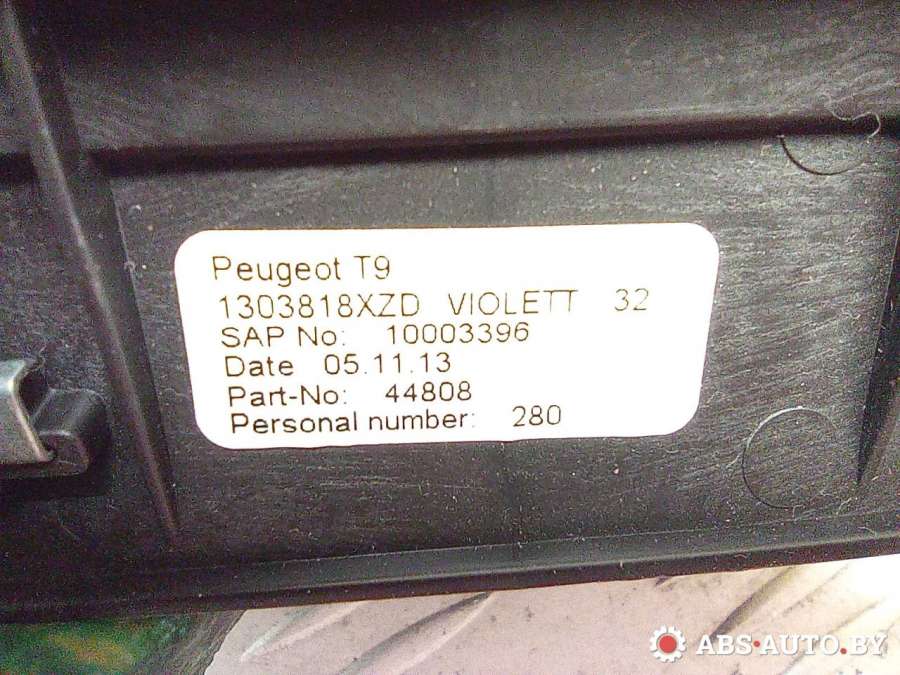 Peugeot T9
1303818XZD VIOLETT 32
SAP No: 10003396
Date 05.11.13
Part-No: 44808
Personal number: 280
ABS·AUTO.BY